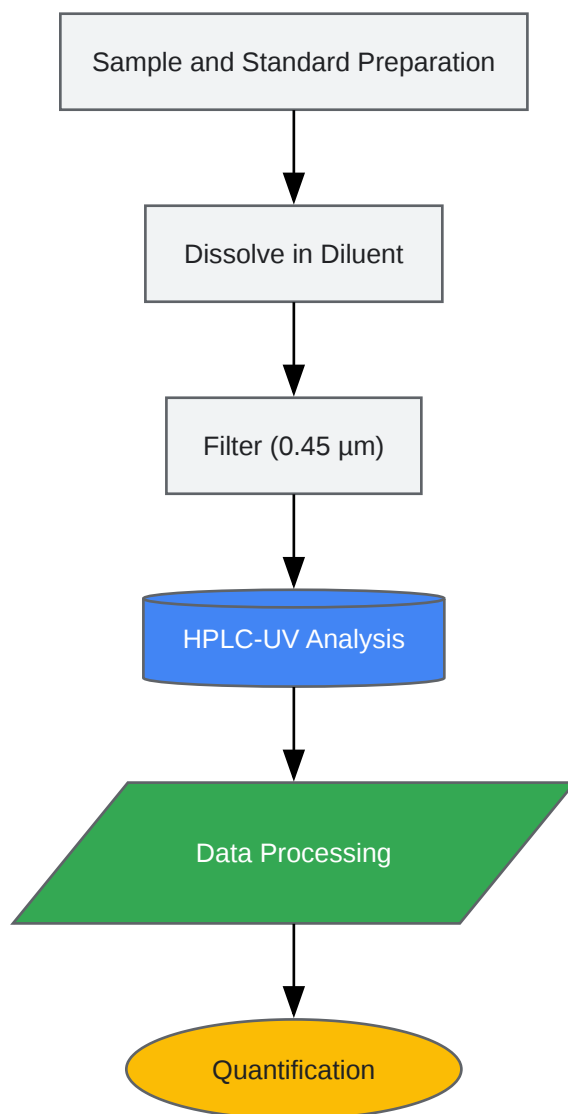 Sample and Standard Preparation
Dissolve in Diluent
Filter (0.45 µm)
HPLC-UV Analysis
Data Processing
Quantification